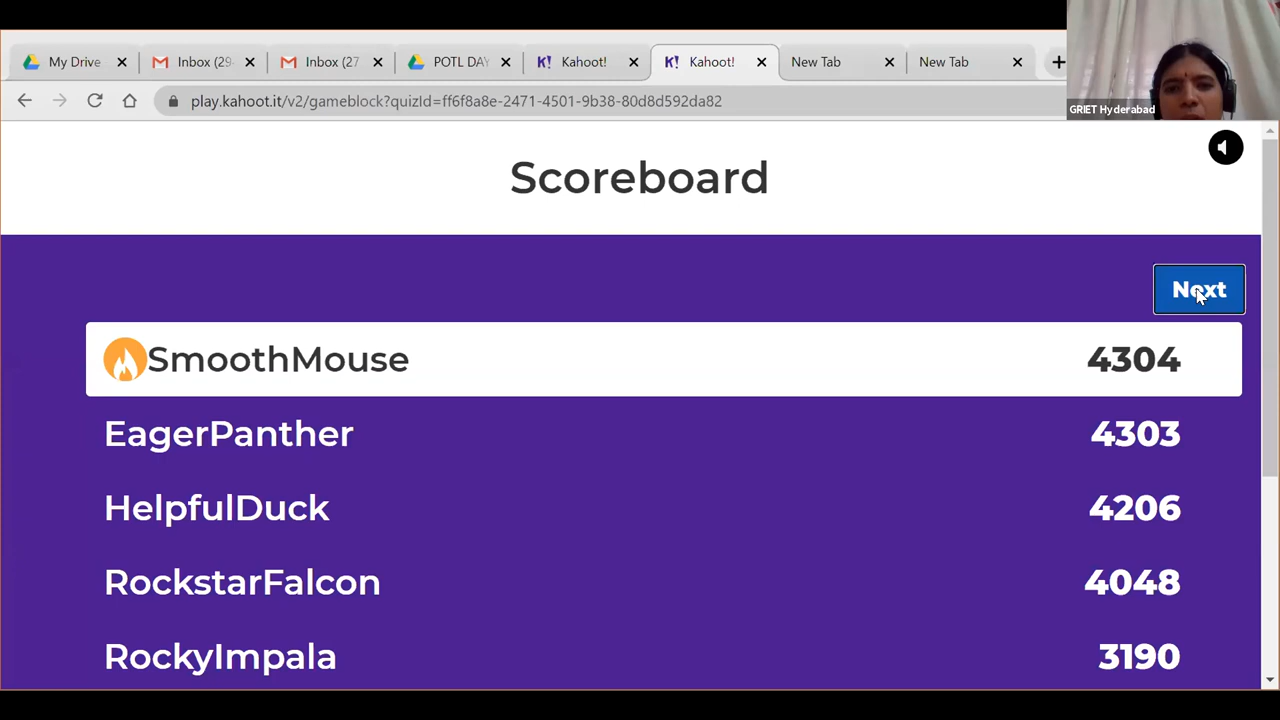 My Drive
Inbox (29-
Inbox (27
POTL DAY
K! Kahoot!
K! Kahoot!
New Tab
New Tab
play.kahoot.it/v2/gameblock?quizId=ff6f8a8e-2471-4501-9b38-80d8d592da82
GRIET Hyderabad
Scoreboard
Next
SmoothMouse 4304
EagerPanther 4303
HelpfulDuck 4206
RockstarFalcon 4048
RockyImpala 3190